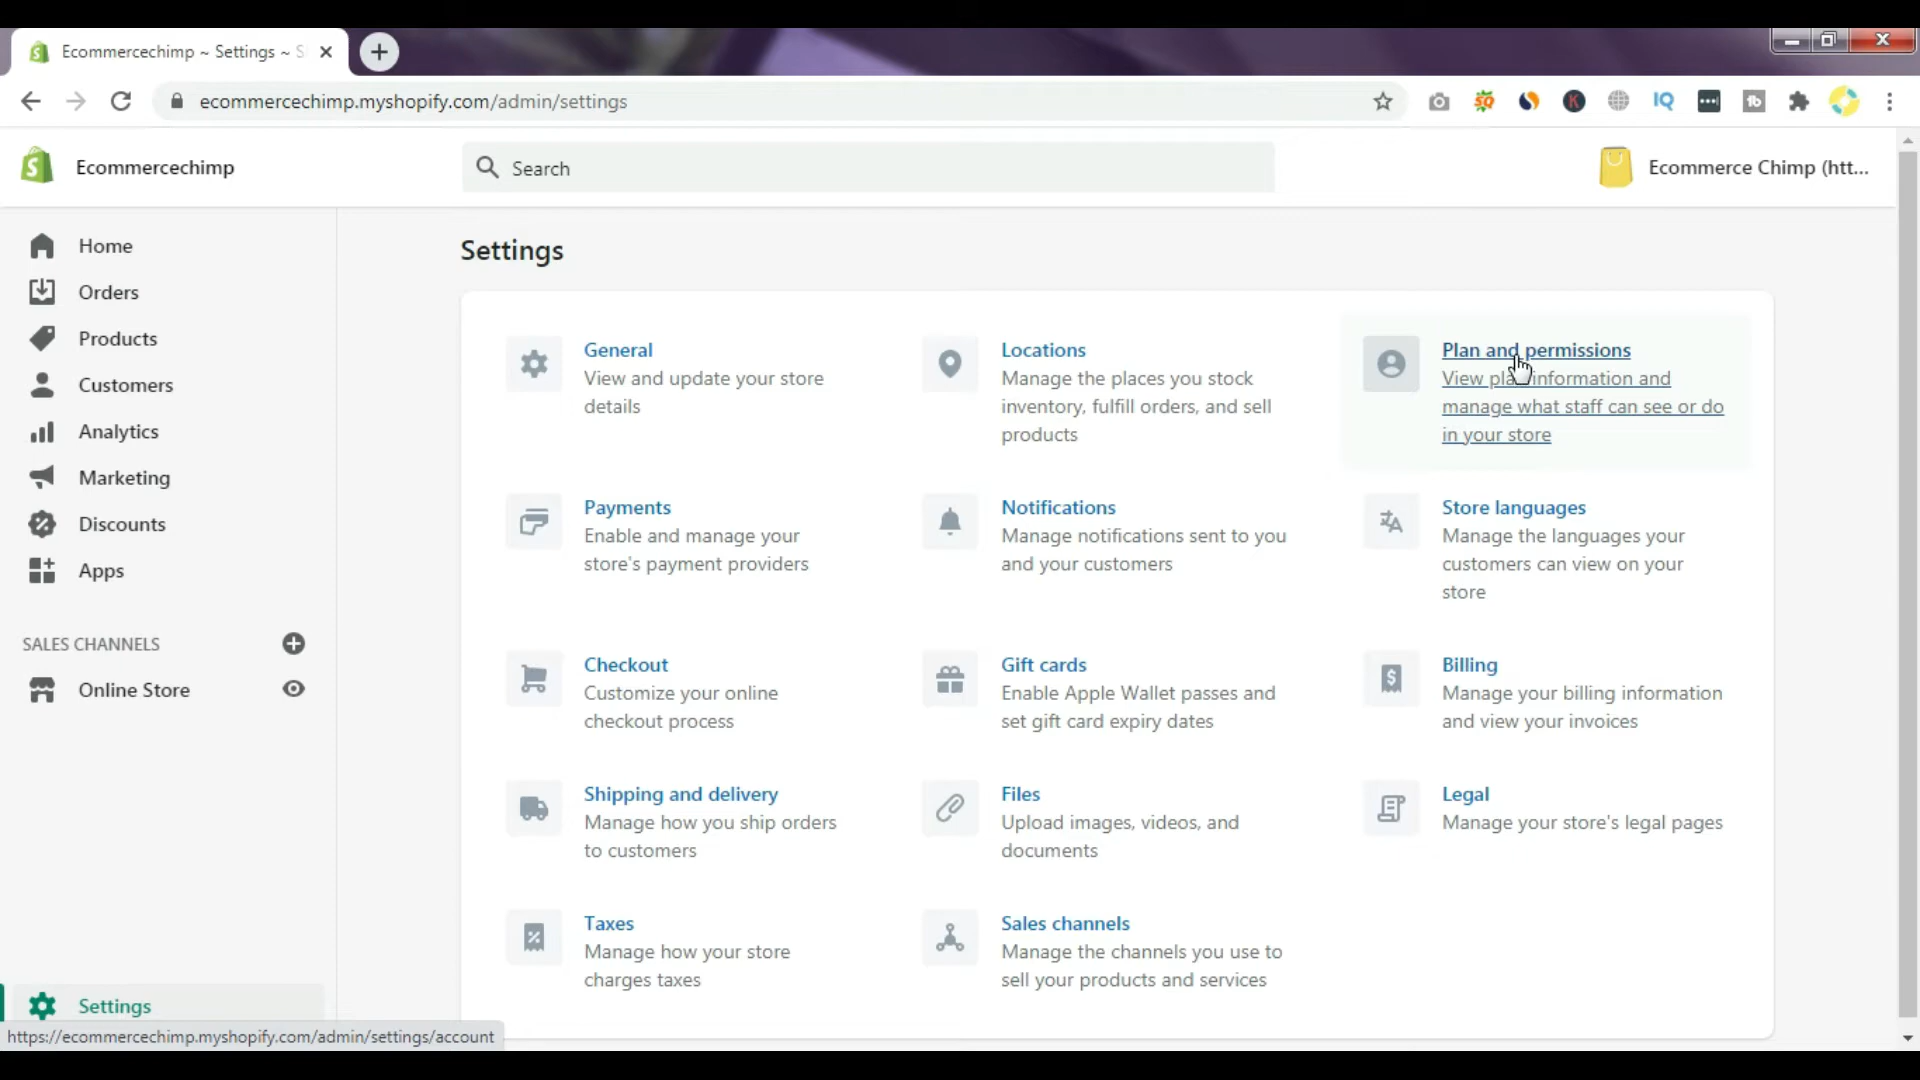 Ecommercechimp ~ Settings ~ S
ecommercechimp.myshopify.com/admin/settings
Ecommercechimp
Search
Ecommerce Chimp (htt...
Home
Orders
Products
Customers
Analytics
Marketing
Discounts
Apps
SALES CHANNELS
Online Store
Settings
https://ecommercechimp.myshopify.com/admin/settings/account
Settings
General
View and update your store
details
Locations
Manage the places you stock
inventory, fulfill orders, and sell
products
Plan and permissions
View plan information and
manage what staff can see or do
in your store
Payments
Enable and manage your
store's payment providers
Notifications
Manage notifications sent to you
and your customers
Store languages
Manage the languages your
customers can view on your
store
Checkout
Customize your online
checkout process
Gift cards
Enable Apple Wallet passes and
set gift card expiry dates
Billing
Manage your billing information
and view your invoices
Shipping and delivery
Manage how you ship orders
to customers
Files
Upload images, videos, and
documents
Legal
Manage your store's legal pages
Taxes
Manage how your store
charges taxes
Sales channels
Manage the channels you use to
sell your products and services